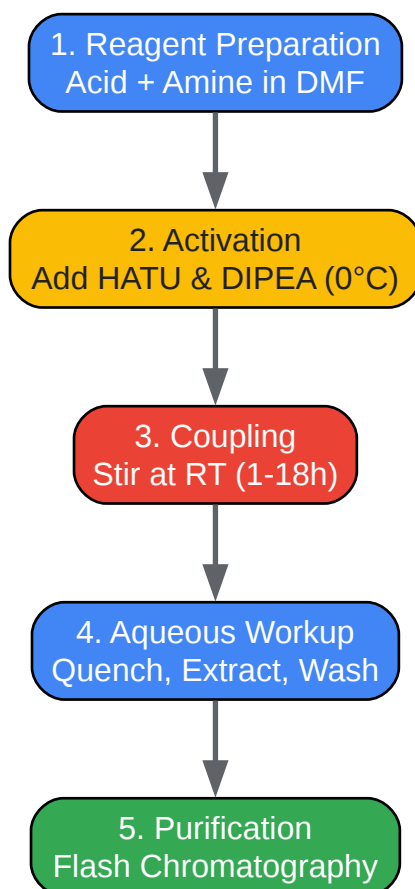 1. Reagent Preparation
Acid + Amine in DMF
2. Activation
Add HATU & DIPEA (0°C)
3. Coupling
Stir at RT (1-18h)
4. Aqueous Workup
Quench, Extract, Wash
5. Purification
Flash Chromatography